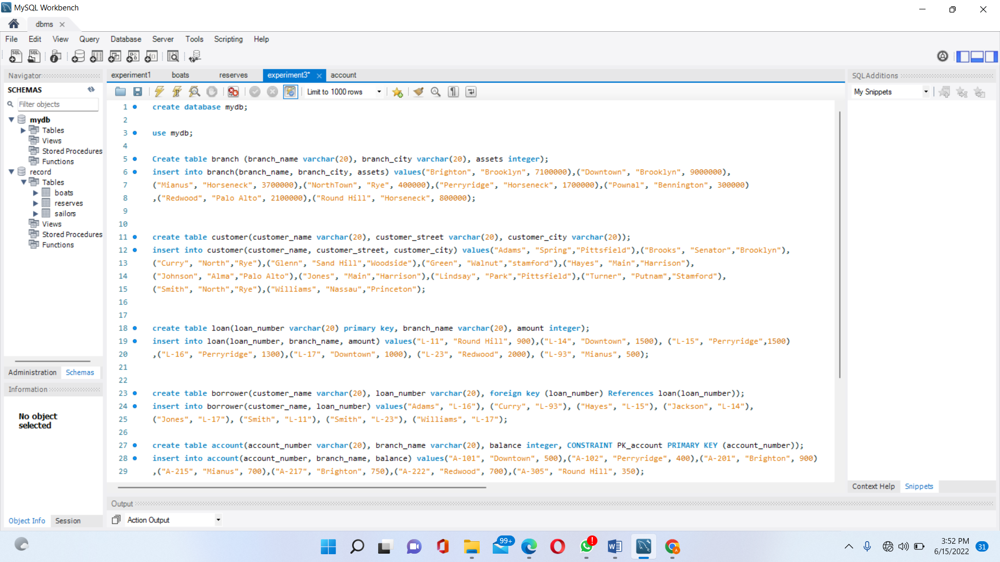 MySQL Workbench
dbms
File Edit View Query Database Server Tools Scripting Help
Navigator
SCHEMAS
Filter objects
mydb
Tables
Views
Stored Procedures
Functions
record
Tables
boats
reserves
sailors
Views
Stored Procedures
Functions
Administration Schemas
Information
No object
selected
Object Info Session
experiment1 boats reserves experiment3* account
Limit to 1000 rows
1 create database mydb;
2
3 use mydb;
4
5 Create table branch (branch_name varchar(20), branch_city varchar(20), assets integer);
6 insert into branch(branch_name, branch_city, assets) values("Brighton", "Brooklyn", 7100000),("Downtown", "Brooklyn", 9000000),
7 ("Mianus", "Horseneck", 3700000),("NorthTown", "Rye", 400000),("Perryridge", "Horseneck", 1700000),("Pownal", "Bennington", 300000)
8 ,("Redwood", "Palo Alto", 2100000),("Round Hill", "Horseneck", 800000);
9
10
11 create table customer(customer_name varchar(20), customer_street varchar(20), customer_city varchar(20));
12 insert into customer(customer_name, customer_street, customer_city) values("Adams", "Spring","Pittsfield"),("Brooks", "Senator","Brooklyn"),
13 ("Curry", "North","Rye"),("Glenn", "Sand Hill","Woodside"),("Green", "Walnut","stamford"),("Hayes", "Main","Harrison"),
14 ("Johnson", "Alma","Palo Alto"),("Jones", "Main","Harrison"),("Lindsay", "Park","Pittsfield"),("Turner", "Putnam","Stamford"),
15 ("Smith", "North","Rye"),("Williams", "Nassau","Princeton");
16
17
18 create table loan(loan_number varchar(20) primary key, branch_name varchar(20), amount integer);
19 insert into loan(loan_number, branch_name, amount) values("L-11", "Round Hill", 900),("L-14", "Downtown", 1500), ("L-15", "Perryridge",1500)
20 ,("L-16", "Perryridge", 1300),("L-17", "Downtown", 1000), ("L-23", "Redwood", 2000), ("L-93", "Mianus", 500);
21
22
23 create table borrower(customer_name varchar(20), loan_number varchar(20), foreign key (loan_number) References loan(loan_number));
24 insert into borrower(customer_name, loan_number) values("Adams", "L-16"), ("Curry", "L-93"), ("Hayes", "L-15"), ("Jackson", "L-14"),
25 ("Jones", "L-17"), ("Smith", "L-11"), ("Smith", "L-23"), ("Williams", "L-17");
26
27 create table account(account_number varchar(20), branch_name varchar(20), balance integer, CONSTRAINT PK_account PRIMARY KEY (account_number));
28 insert into account(account_number, branch_name, balance) values("A-101", "Downtown", 500),("A-102", "Perryridge", 400),("A-201", "Brighton", 900)
29 ,("A-215", "Mianus", 700),("A-217", "Brighton", 750),("A-222", "Redwood", 700),("A-305", "Round Hill", 350);
Output
Action Output
SQLAdditions
My Snippets
Context Help Snippets
99+
3:52 PM
6/15/2022
31